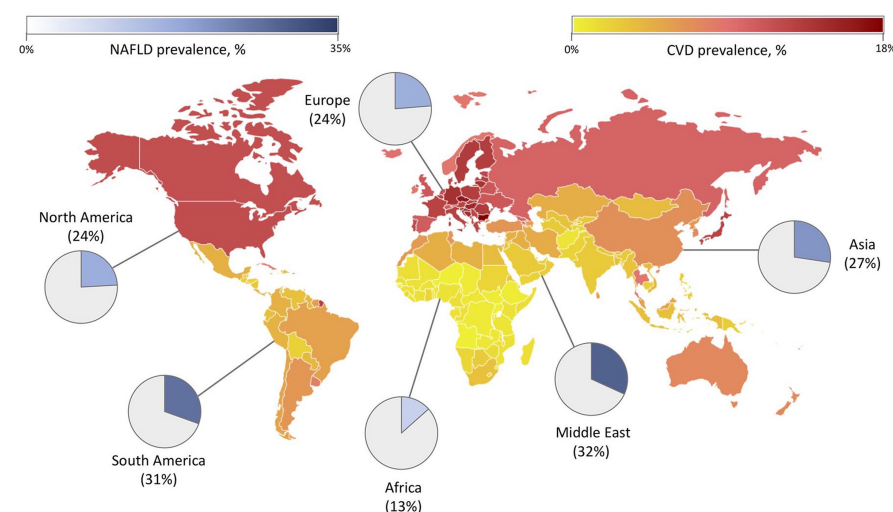 0%
NAFLD prevalence, %
35%
0%
CVD prevalence, %
18%
Europe
(24%)
North America
(24%)
Asia
(27%)
South America
(31%)
Middle East
(32%)
Africa
(13%)